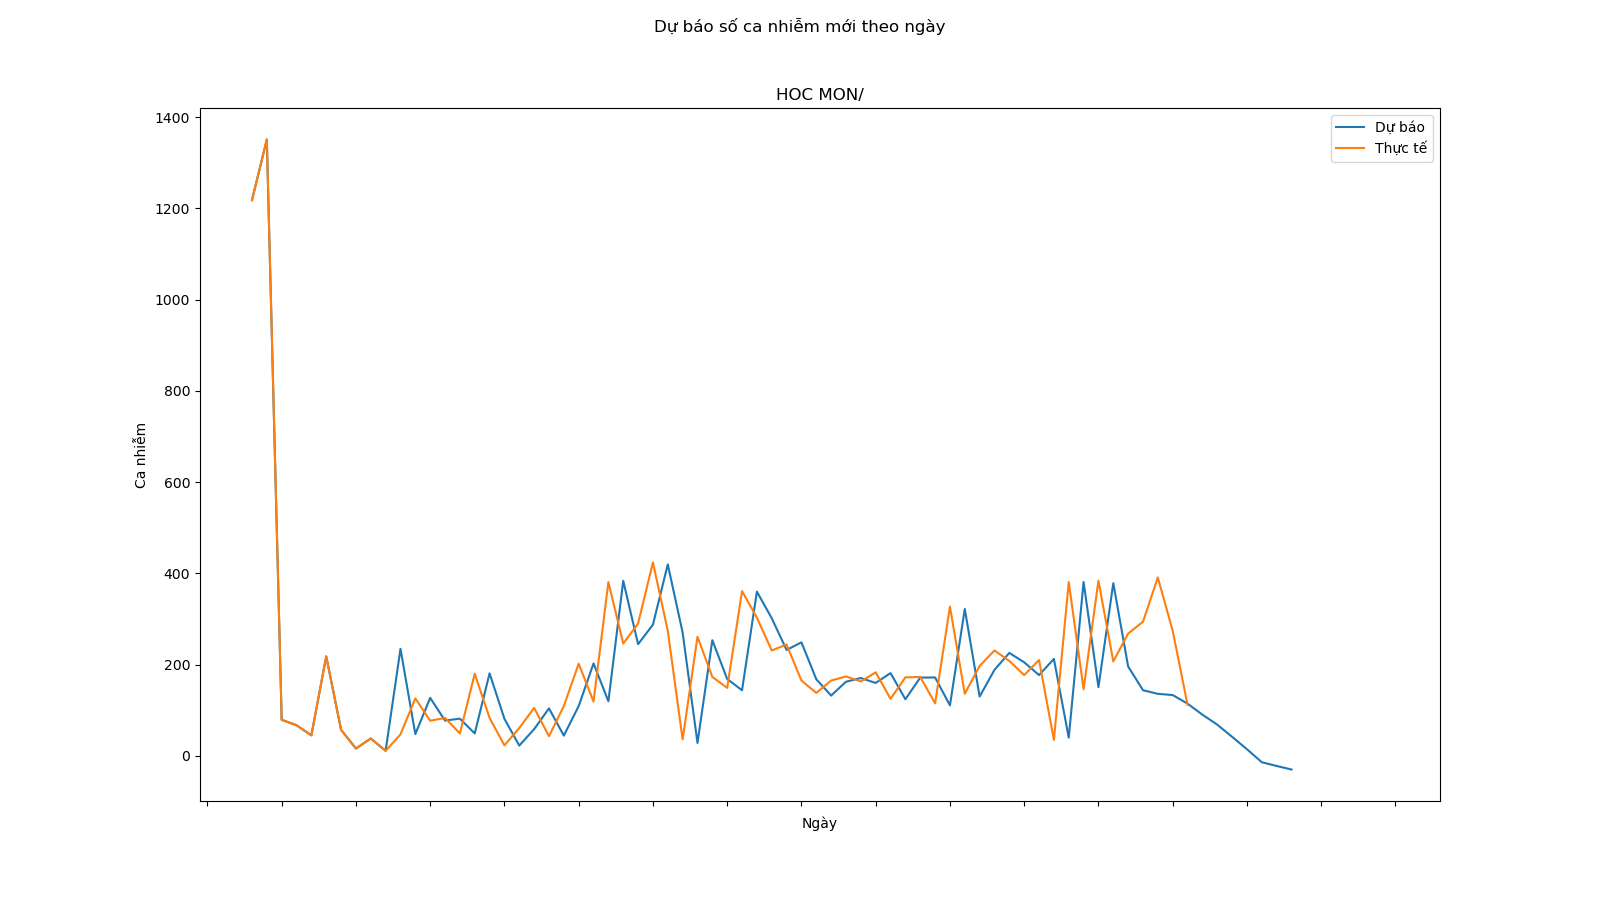 Dự báo số ca nhiễm mới theo ngày
HOC MON/
1400
1200
1000
800
600
400
200
0
Ca nhiễm
Dự báo
Thực tế
Ngày